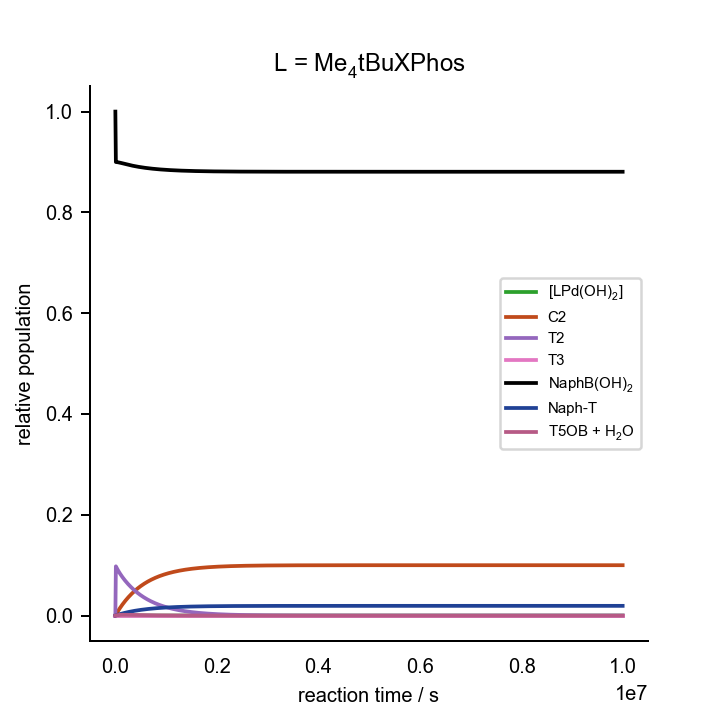 L = Me₄tBuXPhos
relative population
1.0
0.8
0.6
0.4
0.2
0.0
[LPd(OH)₂]
C2
T2
T3
NaphB(OH)₂
Naph-T
T5OB + H₂O
0.0 0.2 0.4 0.6 0.8 1.0
1e7
reaction time / s